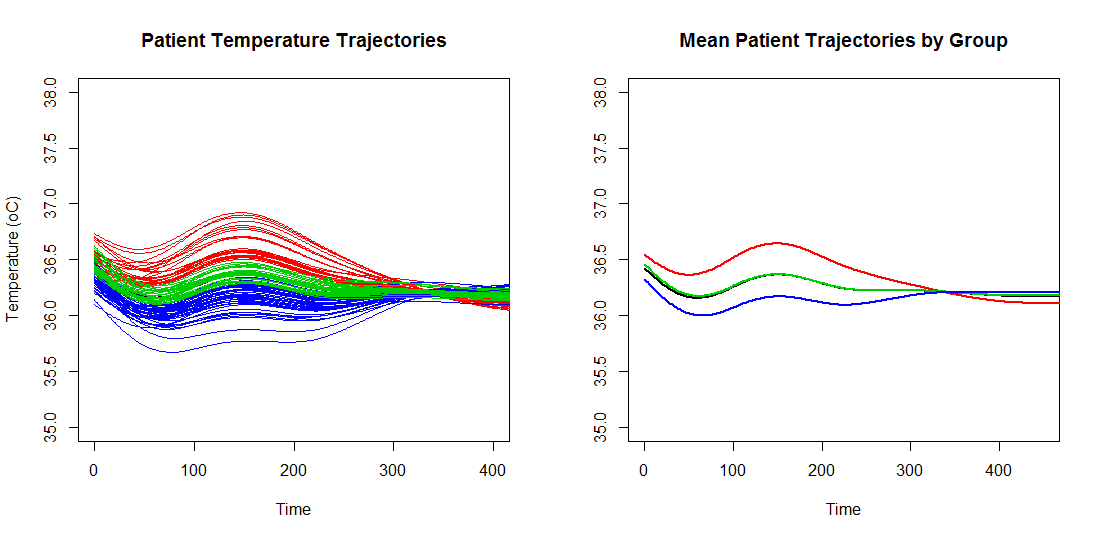 Patient Temperature Trajectories
Temperature (oC)
38.0
37.5
37.0
36.5
36.0
35.5
35.0
0 100 200 300 400
Time
Mean Patient Trajectories by Group
38.0
37.5
37.0
36.5
36.0
35.5
35.0
0 100 200 300 400
Time